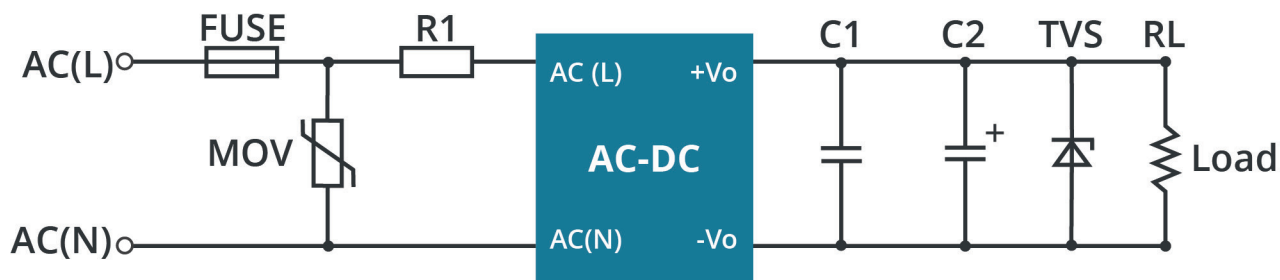 FUSE
R1
C1
C2
TVS
RL
AC(L)
AC (L)
+Vo
MOV
AC-DC
+
Load
AC(N)
AC(N)
-Vo